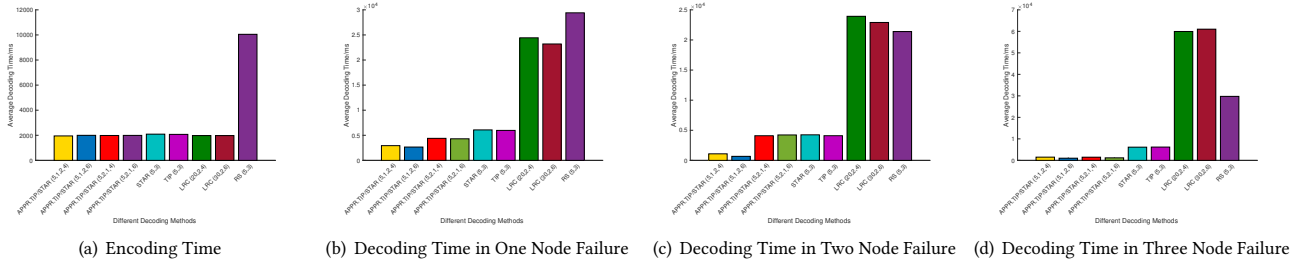 12000
10000
8000
6000
4000
2000
0
Average Decoding Time/ms
APPR.TIP/STAR (5,1,2,4)
APPR.TIP/STAR (5,1,2,6)
APPR.TIP/STAR (5,2,1,4)
APPR.TIP/STAR (5,2,1,6)
STAR (5,3)
TIP (5,3)
LRC (20,2,4)
LRC (20,2,6)
RS (5,3)
Different Decoding Methods
(a) Encoding Time
3
2.5
2
1.5
1
0.5
0
Average Decoding Time/ms
APPR.TIP/STAR (5,1,2,4)
APPR.TIP/STAR (5,1,2,6)
APPR.TIP/STAR (5,2,1,4)
APPR.TIP/STAR (5,2,1,6)
STAR (5,3)
TIP (5,3)
LRC (20,2,4)
LRC (20,2,6)
RS (5,3)
Different Decoding Methods
(b) Decoding Time in One Node Failure
2.5
2
1.5
1
0.5
0
Average Decoding Time/ms
APPR.TIP/STAR (5,1,2,4)
APPR.TIP/STAR (5,1,2,6)
APPR.TIP/STAR (5,2,1,4)
APPR.TIP/STAR (5,2,1,6)
STAR (5,3)
TIP (5,3)
LRC (20,2,4)
LRC (20,2,6)
RS (5,3)
Different Decoding Methods
(c) Decoding Time in Two Node Failure
7
6
5
4
3
2
1
0
Average Decoding Time/ms
APPR.TIP/STAR (5,1,2,4)
APPR.TIP/STAR (5,1,2,6)
APPR.TIP/STAR (5,2,1,4)
APPR.TIP/STAR (5,2,1,6)
STAR (5,3)
TIP (5,3)
LRC (20,2,4)
LRC (20,2,6)
RS (5,3)
Different Decoding Methods
(d) Decoding Time in Three Node Failure